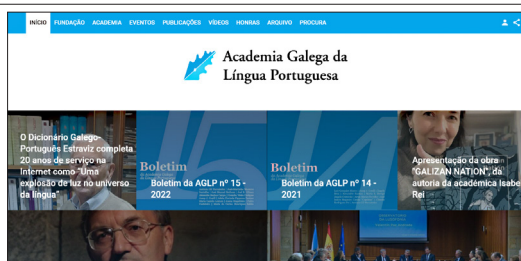 INÍCIO FUNDAÇÃO ACADEMIA EVENTOS PUBLICAÇÕES VÍDEOS HONRAS ARQUIVO PROCURA
Academia Galega da
Língua Portuguesa
O Dicionário Galego-
Português Estraviz completa
20 anos de serviço na
Internet como "Uma
explosão de luz no universo
da língua"
Boletim
Boletim da AGLP nº 15 -
2022
Boletim
Boletim da AGLP nº 14 -
2021
Apresentação da obra
"GALIZAN NATION", da
autoria da académica Isabe
Rei